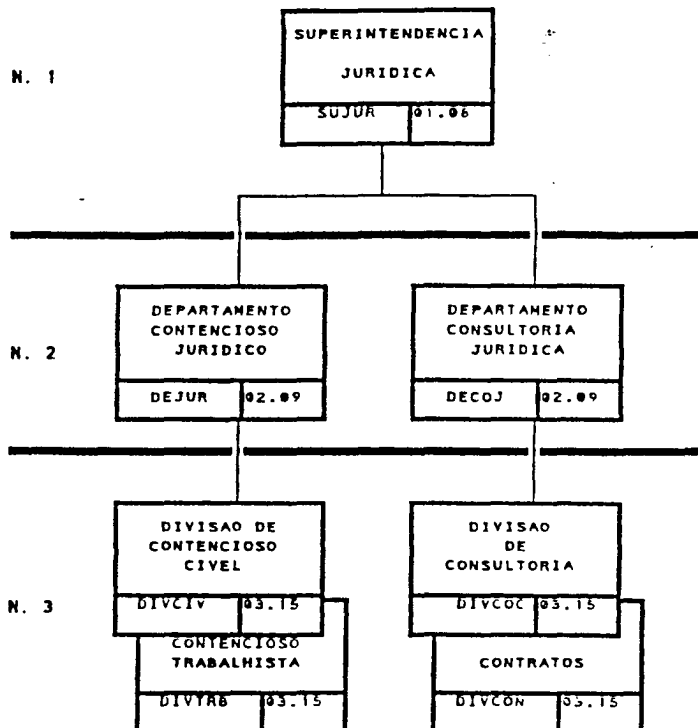 N. 1
SUPERINTENDENCIA
JURIDICA
SUJUR 01.06
N. 2
DEPARTAMENTO
CONTENCIOSO
JURIDICO
DEJUR 02.09
DEPARTAMENTO
CONSULTORIA
JURIDICA
DECOJ 02.09
N. 3
DIVISAO DE
CONTENCIOSO
CIVEL
DIVCIV 03.15
CONTENCIOSO
TRABALHISTA
DIVTRB 03.15
DIVISAO
DE
CONSULTORIA
DIVCOC 03.15
CONTRATOS
DIVCON 03.15